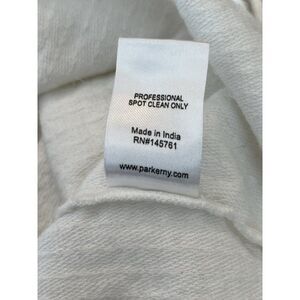 PROFESSIONAL
SPOT CLEAN ONLY
Made in India
RN#145761
www.parkerny.com